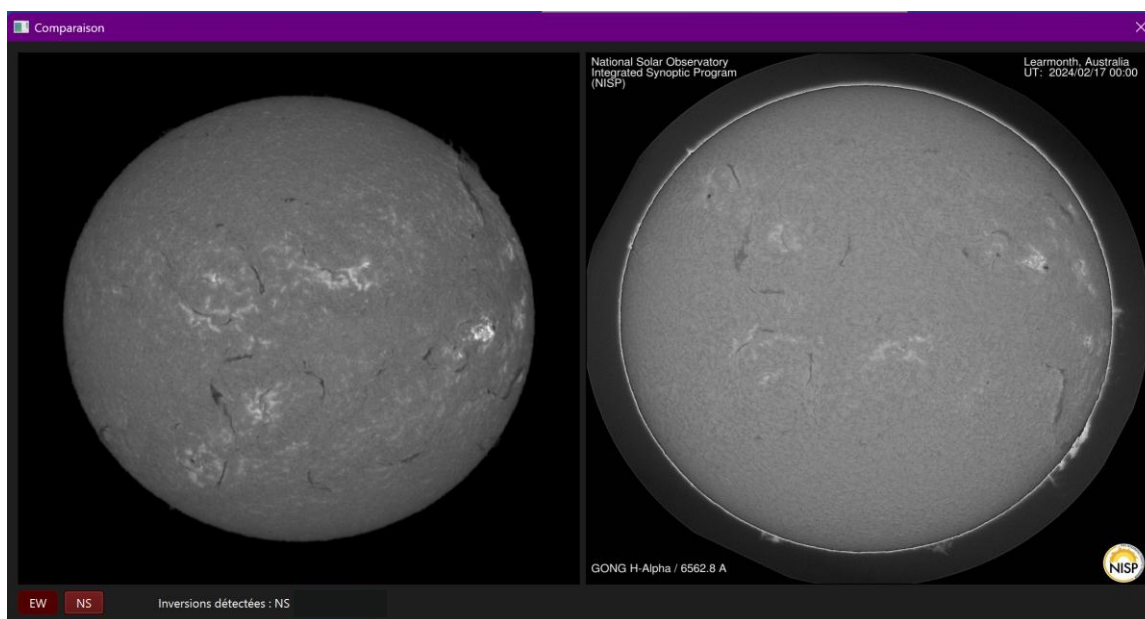 Comparaison
National Solar Observatory
Integrated Synoptic Program
(NISP)
Learmonth, Australia
UT: 2024/02/17 00:00
GONG H-Alpha / 6562.8 A
NISP
EW
NS
Inversions détectées : NS